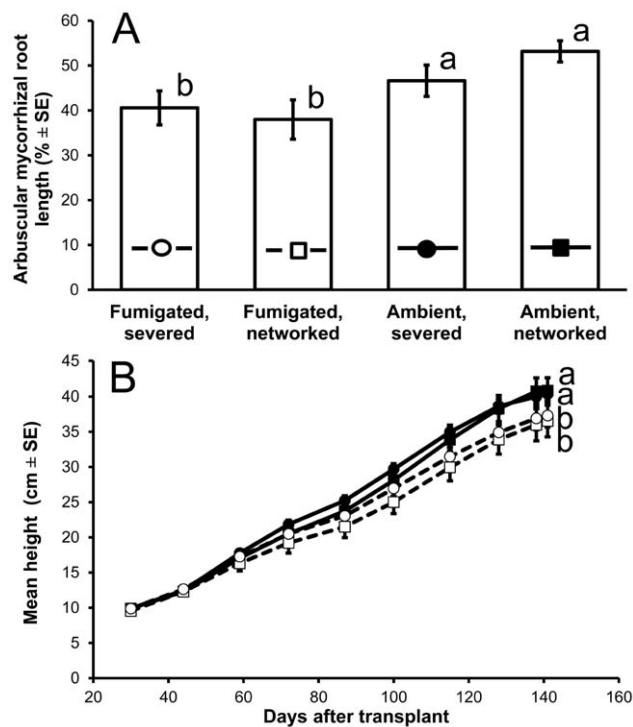 A
Arbuscular mycorrhizal root
length (% ± SE)
60
50
40
30
20
10
0
b
b
a
a
Fumigated,
severed
Fumigated,
networked
Ambient,
severed
Ambient,
networked
B
Mean height (cm ± SE)
45
40
35
30
25
20
15
10
5
0
a
a
b
b
20
40
60
80
100
120
140
160
Days after transplant